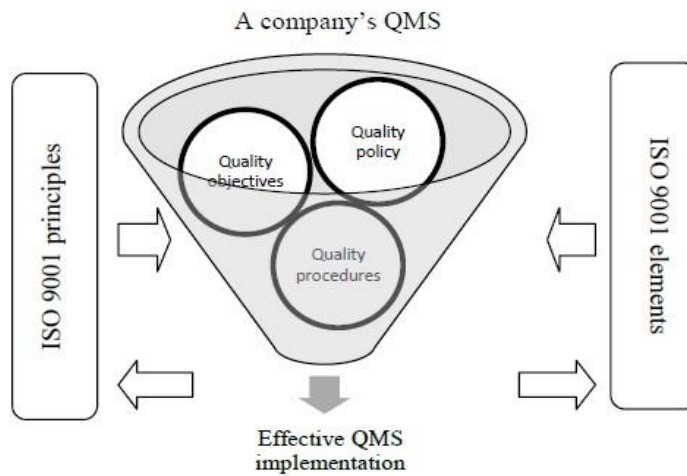 A company's QMS
ISO 9001 principles
Quality
policy
Quality
objectives
Quality
procedures
ISO 9001 elements
Effective QMS
implementation